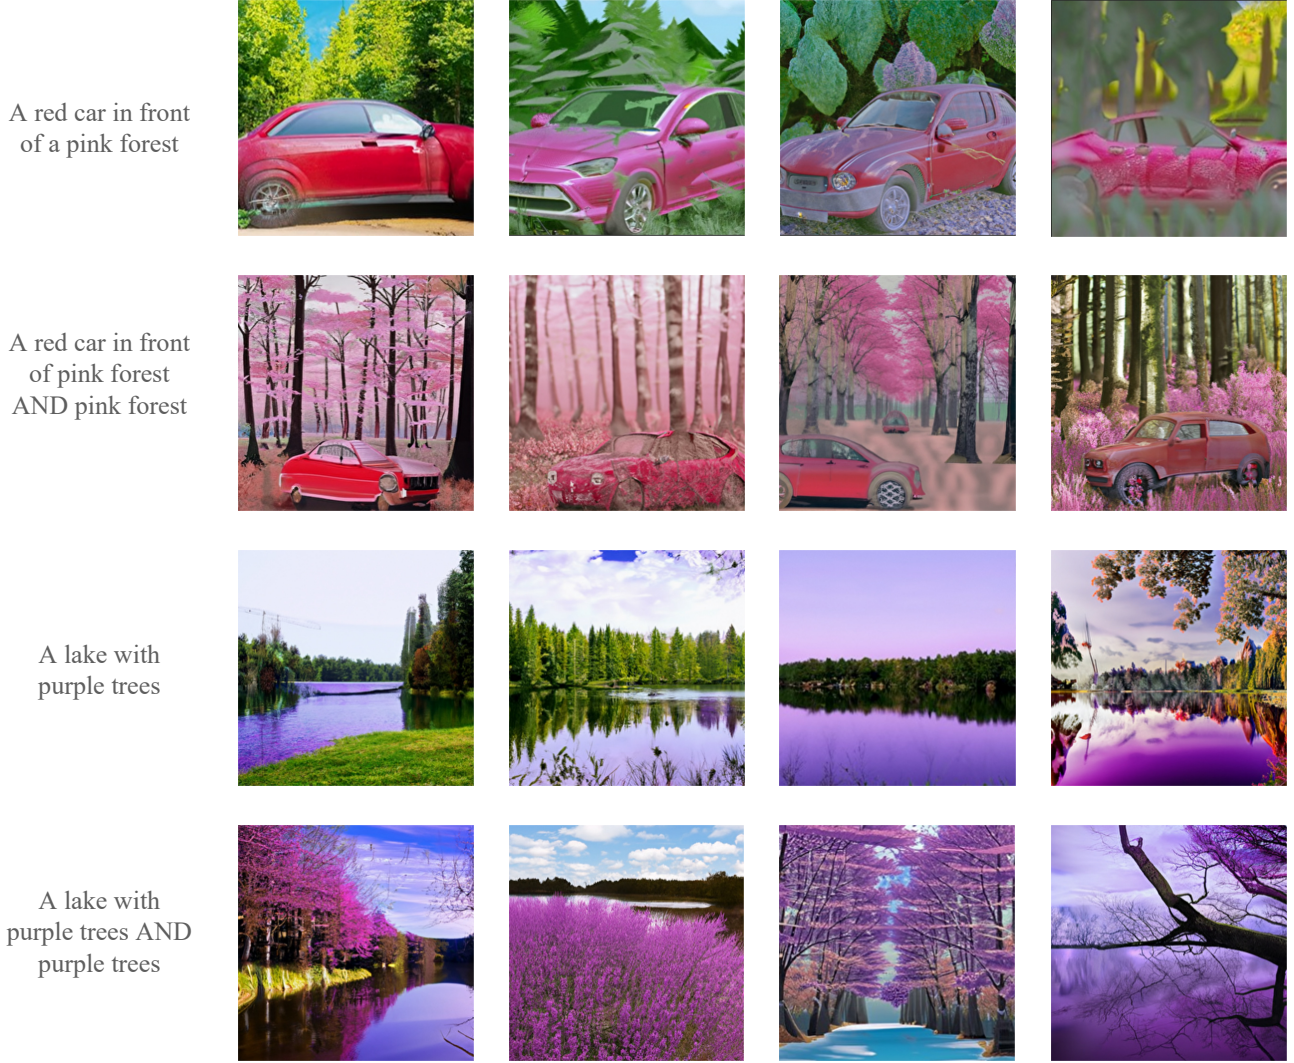 A red car in front
of a pink forest
A red car in front
of pink forest
AND pink forest
A lake with
purple trees
A lake with
purple trees AND
purple trees